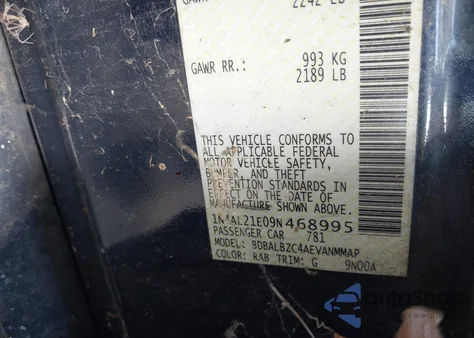 GAWR 2242 LB
GAWR RR.: 993 KG
2189 LB
THIS VEHICLE CONFORMS TO
ALL APPLICABLE FEDERAL
MOTOR VEHICLE SAFETY,
BUMPER, AND THEFT
PREVENTION STANDARDS IN
EFFECT ON THE DATE OF
MANUFACTURE SHOWN ABOVE.
1N4AL21E09N468995
PASSENGER CAR 781
MODEL: BDBALBZC4AEVANMMAP
COLOR: RAB TRIM: G 9N00A
autoSnap